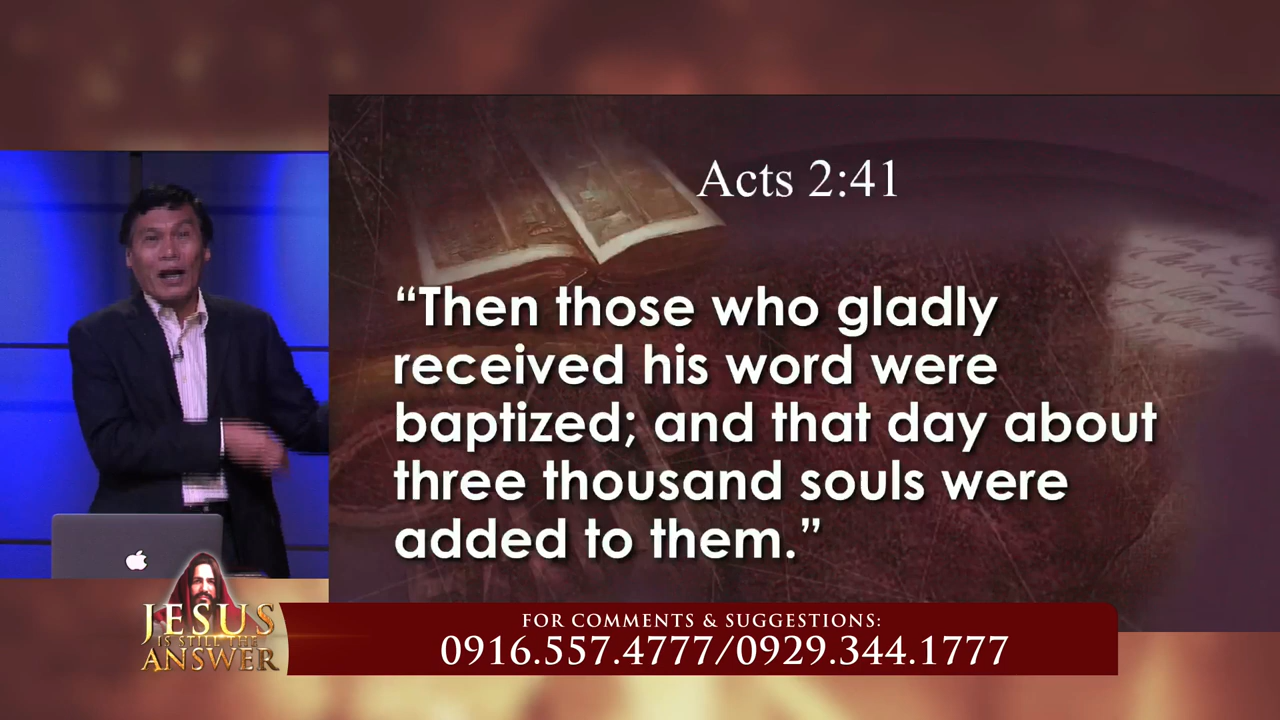 Acts 2:41
“Then those who gladly
received his word were
baptized; and that day about
three thousand souls were
added to them.”
JESUS
IS STILL THE
ANSWER
FOR COMMENTS & SUGGESTIONS:
0916.557.4777/0929.344.1777